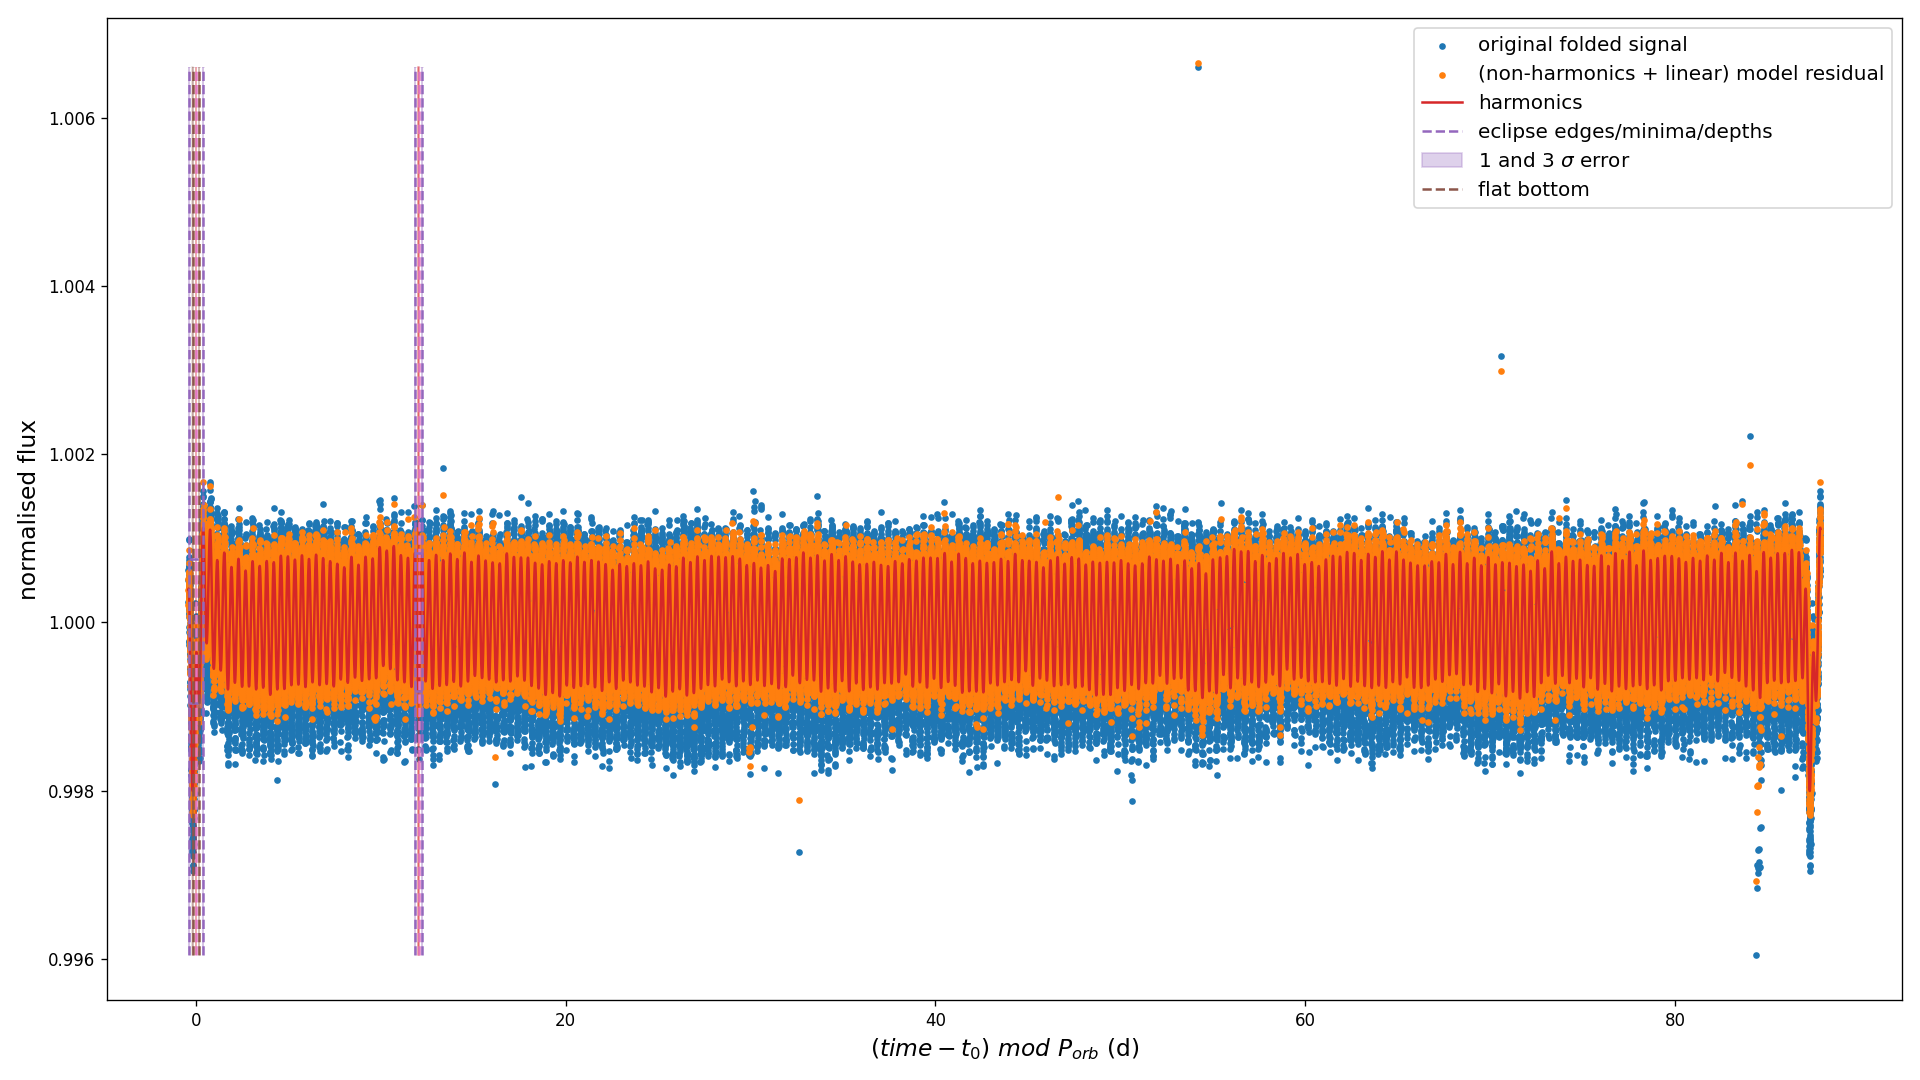 original folded signal
(non-harmonics + linear) model residual
harmonics
eclipse edges/minima/depths
1 and 3 σ error
flat bottom
normalised flux
1.006
1.004
1.002
1.000
0.998
0.996
0 20 40 60 80
(time − t₀) mod Pₒᵣb (d)